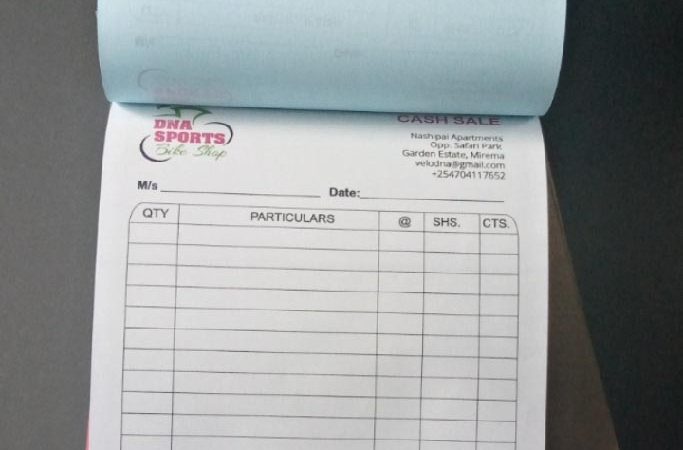 DNA
SPORTS
Bike Shop
CASH SALE
Nashipai Apartments
Opp. Safari Park
Garden Estate, Mirema
veludna@gmail.com
+254704117652
M/s Date:
QTY PARTICULARS @ SHS. CTS.